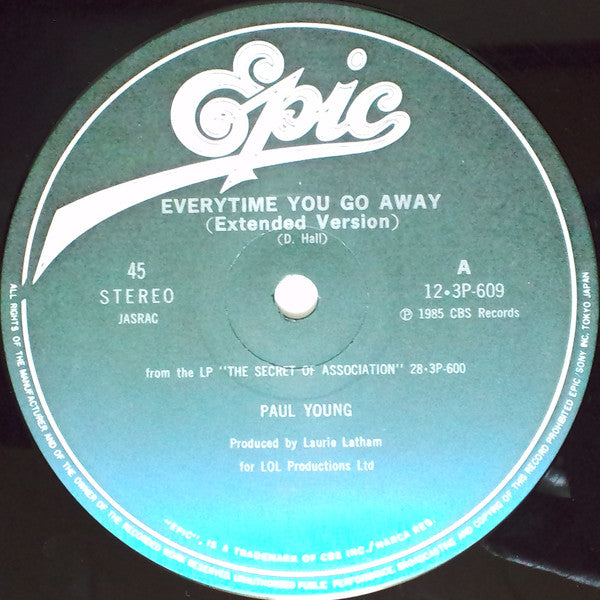 Epic
EVERYTIME YOU GO AWAY
(Extended Version)
(D. Hall)
45
STEREO
JASRAC
A
12・3P-609
℗ 1985 CBS Records
from the LP "THE SECRET OF ASSOCIATION" 28・3P-600
PAUL YOUNG
Produced by Laurie Latham
for LOL Productions Ltd
"EPIC", IS A TRADEMARK OF CBS INC./MARCA REG.
ALL RIGHTS OF THE MANUFACTURER AND OF THE OWNER OF THE RECORDED WORK RESERVED. UNAUTHORISED PUBLIC PERFORMANCE, BROADCASTING AND COPYING OF THIS RECORD PROHIBITED EPIC/SONY INC. TOKYO JAPAN